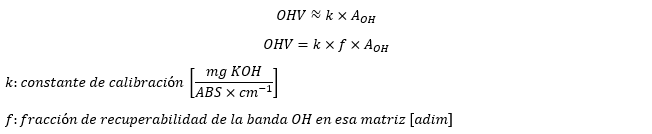 OHV ≈ k × A_OH
OHV = k × f × A_OH
k: constante de calibración [mg KOH / ABS × cm⁻¹]
f: fracción de recuperabilidad de la banda OH en esa matriz [adim]